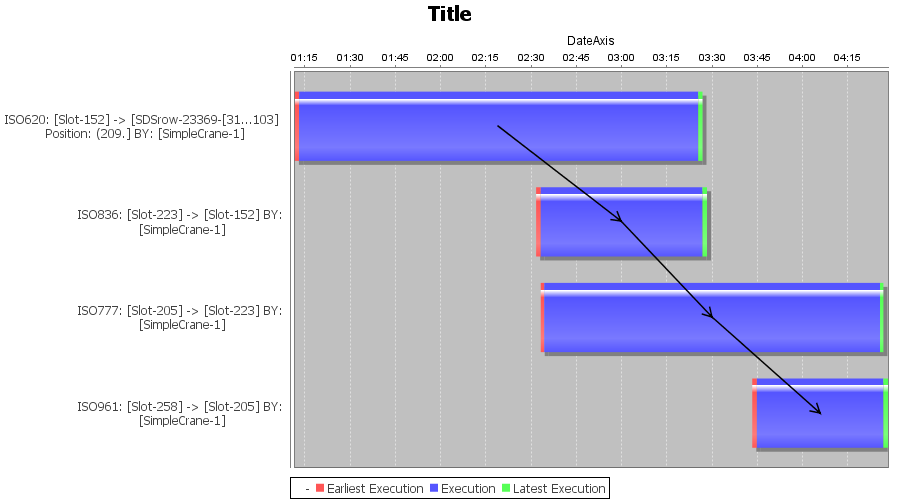 Title
DateAxis
01:15 01:30 01:45 02:00 02:15 02:30 02:45 03:00 03:15 03:30 03:45 04:00 04:15
ISO620: [Slot-152] -> [SDSrow-23369-[31...103]
Position: (209.] BY: [SimpleCrane-1]
ISO836: [Slot-223] -> [Slot-152] BY:
[SimpleCrane-1]
ISO777: [Slot-205] -> [Slot-223] BY:
[SimpleCrane-1]
ISO961: [Slot-258] -> [Slot-205] BY:
[SimpleCrane-1]
- Earliest Execution Execution Latest Execution